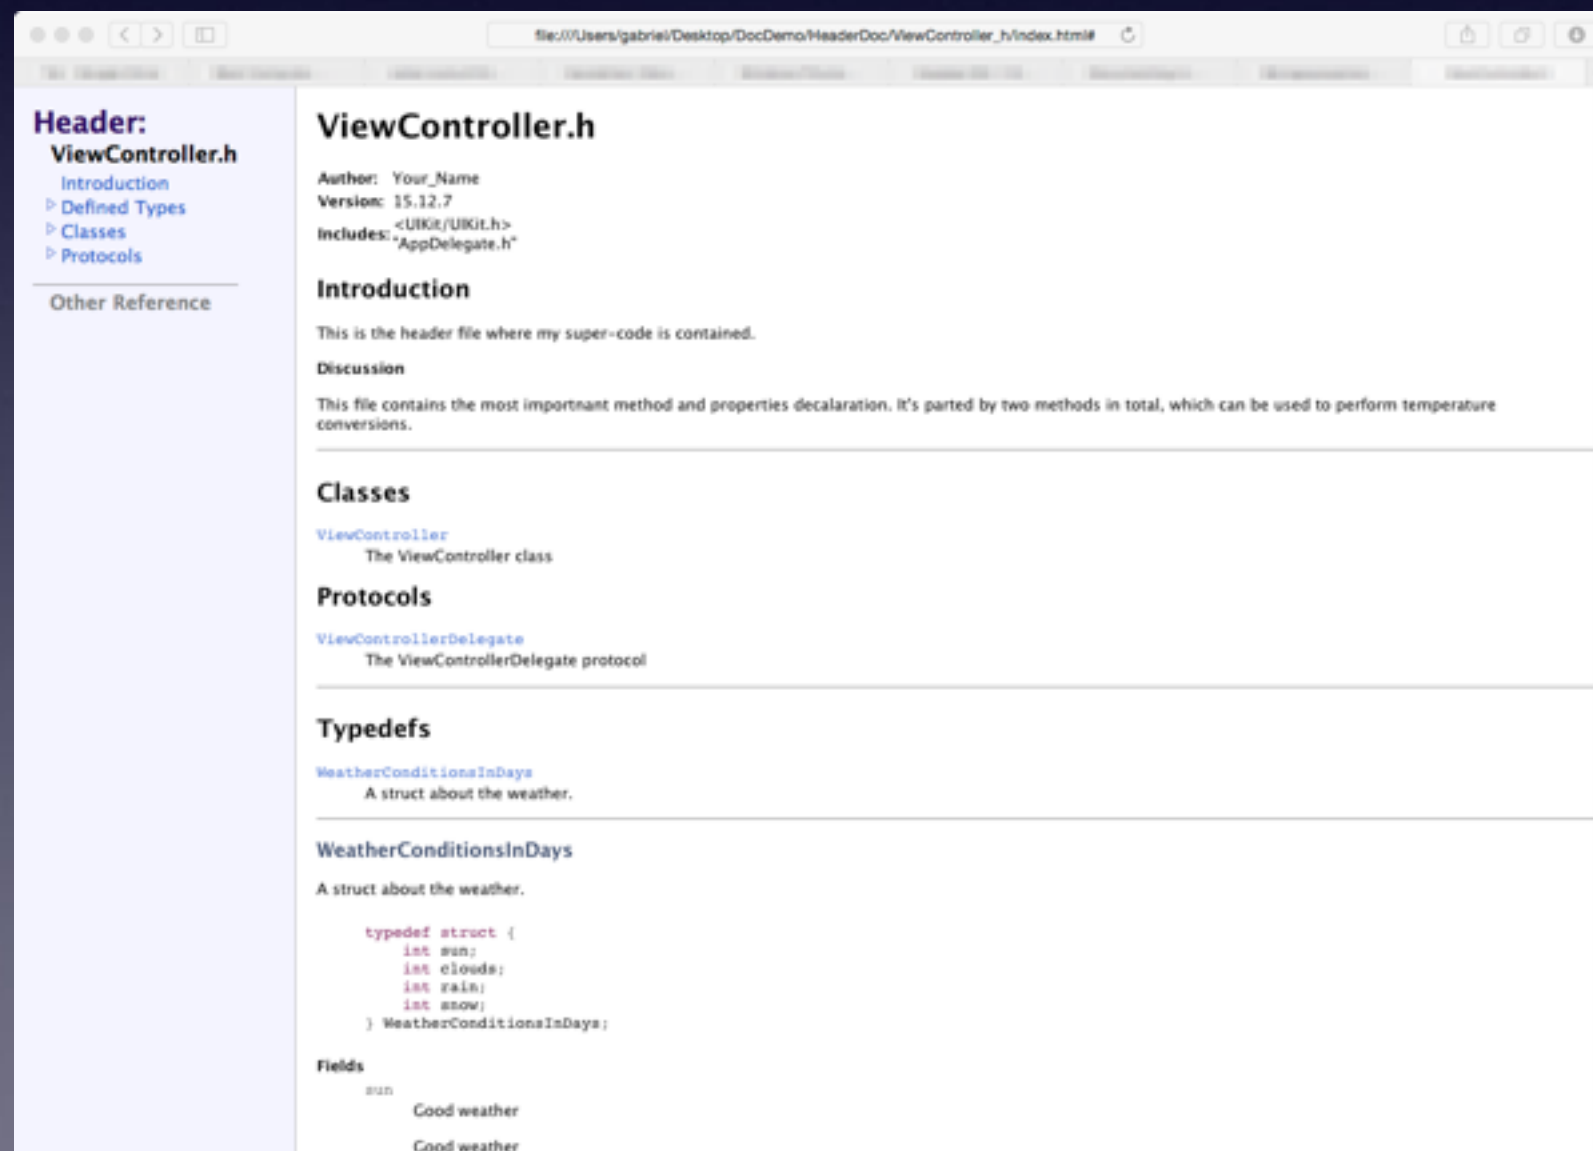 file:///Users/gabriel/Desktop/DocDemo/HeaderDoc/ViewController_h/index.html#
Header:
ViewController.h
Introduction
Defined Types
Classes
Protocols
Other Reference
ViewController.h
Author: Your_Name
Version: 15.12.7
Includes: <UIKit/UIKit.h>
"AppDelegate.h"
Introduction
This is the header file where my super-code is contained.
Discussion
This file contains the most importnant method and properties decalaration. It's parted by two methods in total, which can be used to perform temperature
conversions.
Classes
ViewController
The ViewController class
Protocols
ViewControllerDelegate
The ViewControllerDelegate protocol
Typedefs
WeatherConditionsInDays
A struct about the weather.
WeatherConditionsInDays
A struct about the weather.
typedef struct {
int sun;
int clouds;
int rain;
int snow;
} WeatherConditionsInDays;
Fields
sun
Good weather
Good weather